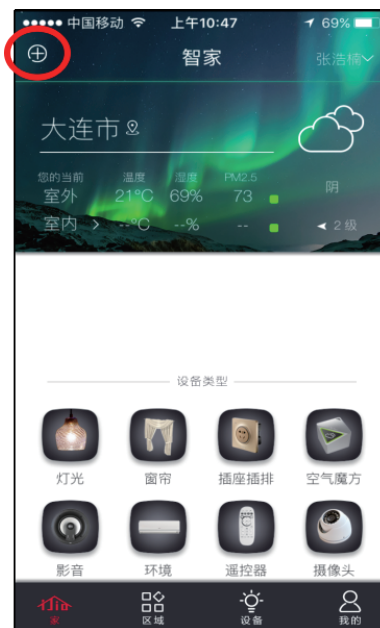 中国移动 上午10:47 69%
智家 张浩楠
大连市
您的当前 温度 湿度 PM2.5
室外 21°C 69% 73 阴
室内 > --°C --% -- 2 级
设备类型
灯光 窗帘 插座插排 空气魔方
影音 环境 遥控器 摄像头
家 区域 设备 我的